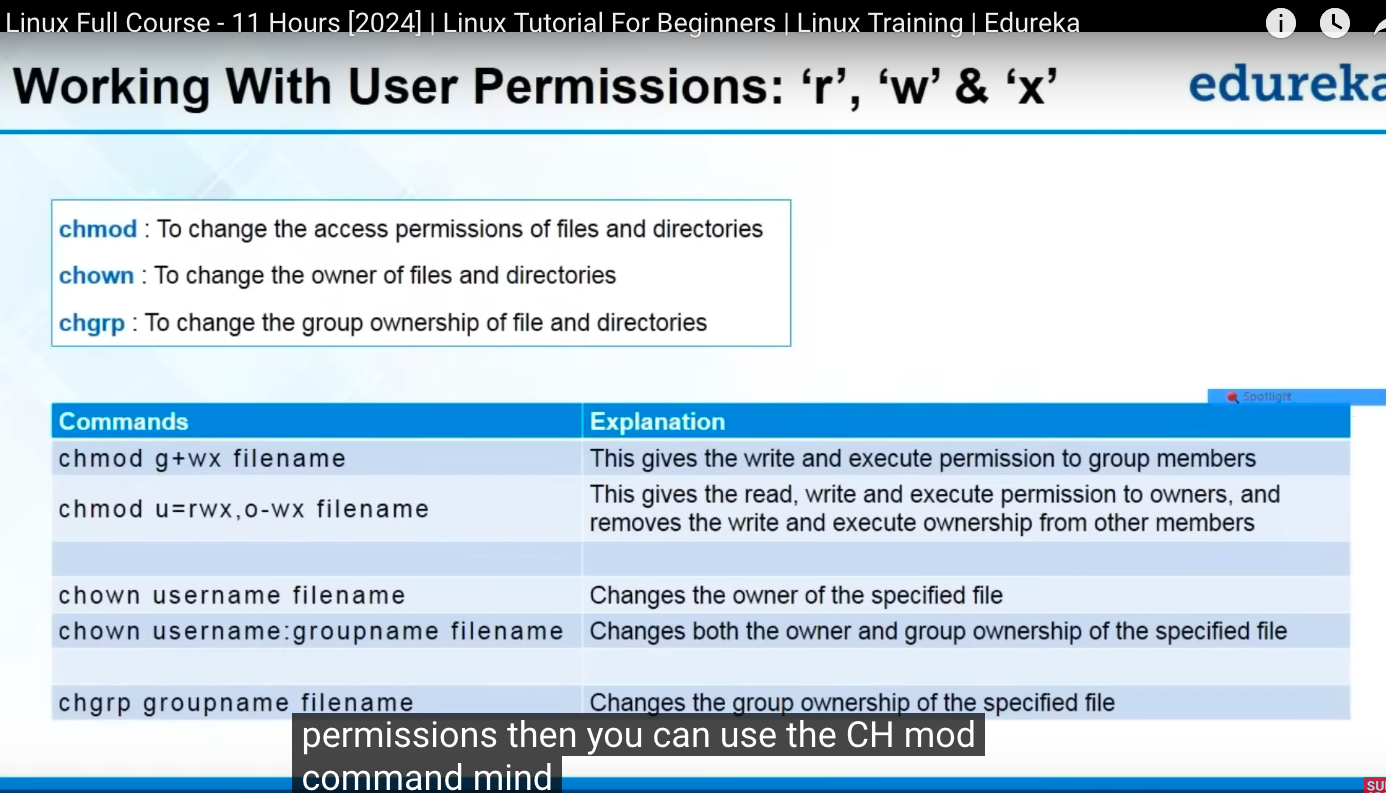 Linux Full Course - 11 Hours [2024] | Linux Tutorial For Beginners | Linux Training | Edureka
Working With User Permissions: ‘r’, ‘w’ & ‘x’
edureka
chmod : To change the access permissions of files and directories
chown : To change the owner of files and directories
chgrp : To change the group ownership of file and directories
Spotlight
Commands Explanation
chmod g+wx filename This gives the write and execute permission to group members
chmod u=rwx,o-wx filename This gives the read, write and execute permission to owners, and
removes the write and execute ownership from other members
chown username filename Changes the owner of the specified file
chown username:groupname filename Changes both the owner and group ownership of the specified file
chgrp groupname filename Changes the group ownership of the specified file
permissions then you can use the CH mod
command mind